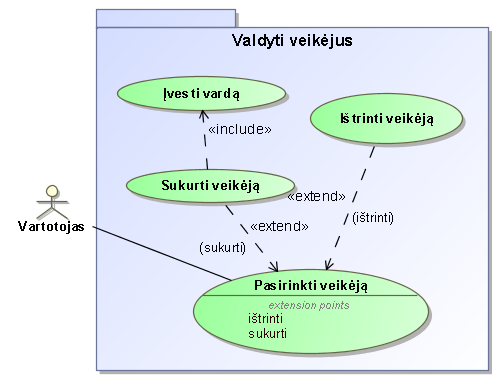 Valdyti veikėjus
Įvesti vardą
Ištrinti veikėją
«include»
Sukurti veikėją
«extend»
«extend»
(ištrinti)
(sukurti)
Vartotojas
Pasirinkti veikėją
extension points
ištrinti
sukurti